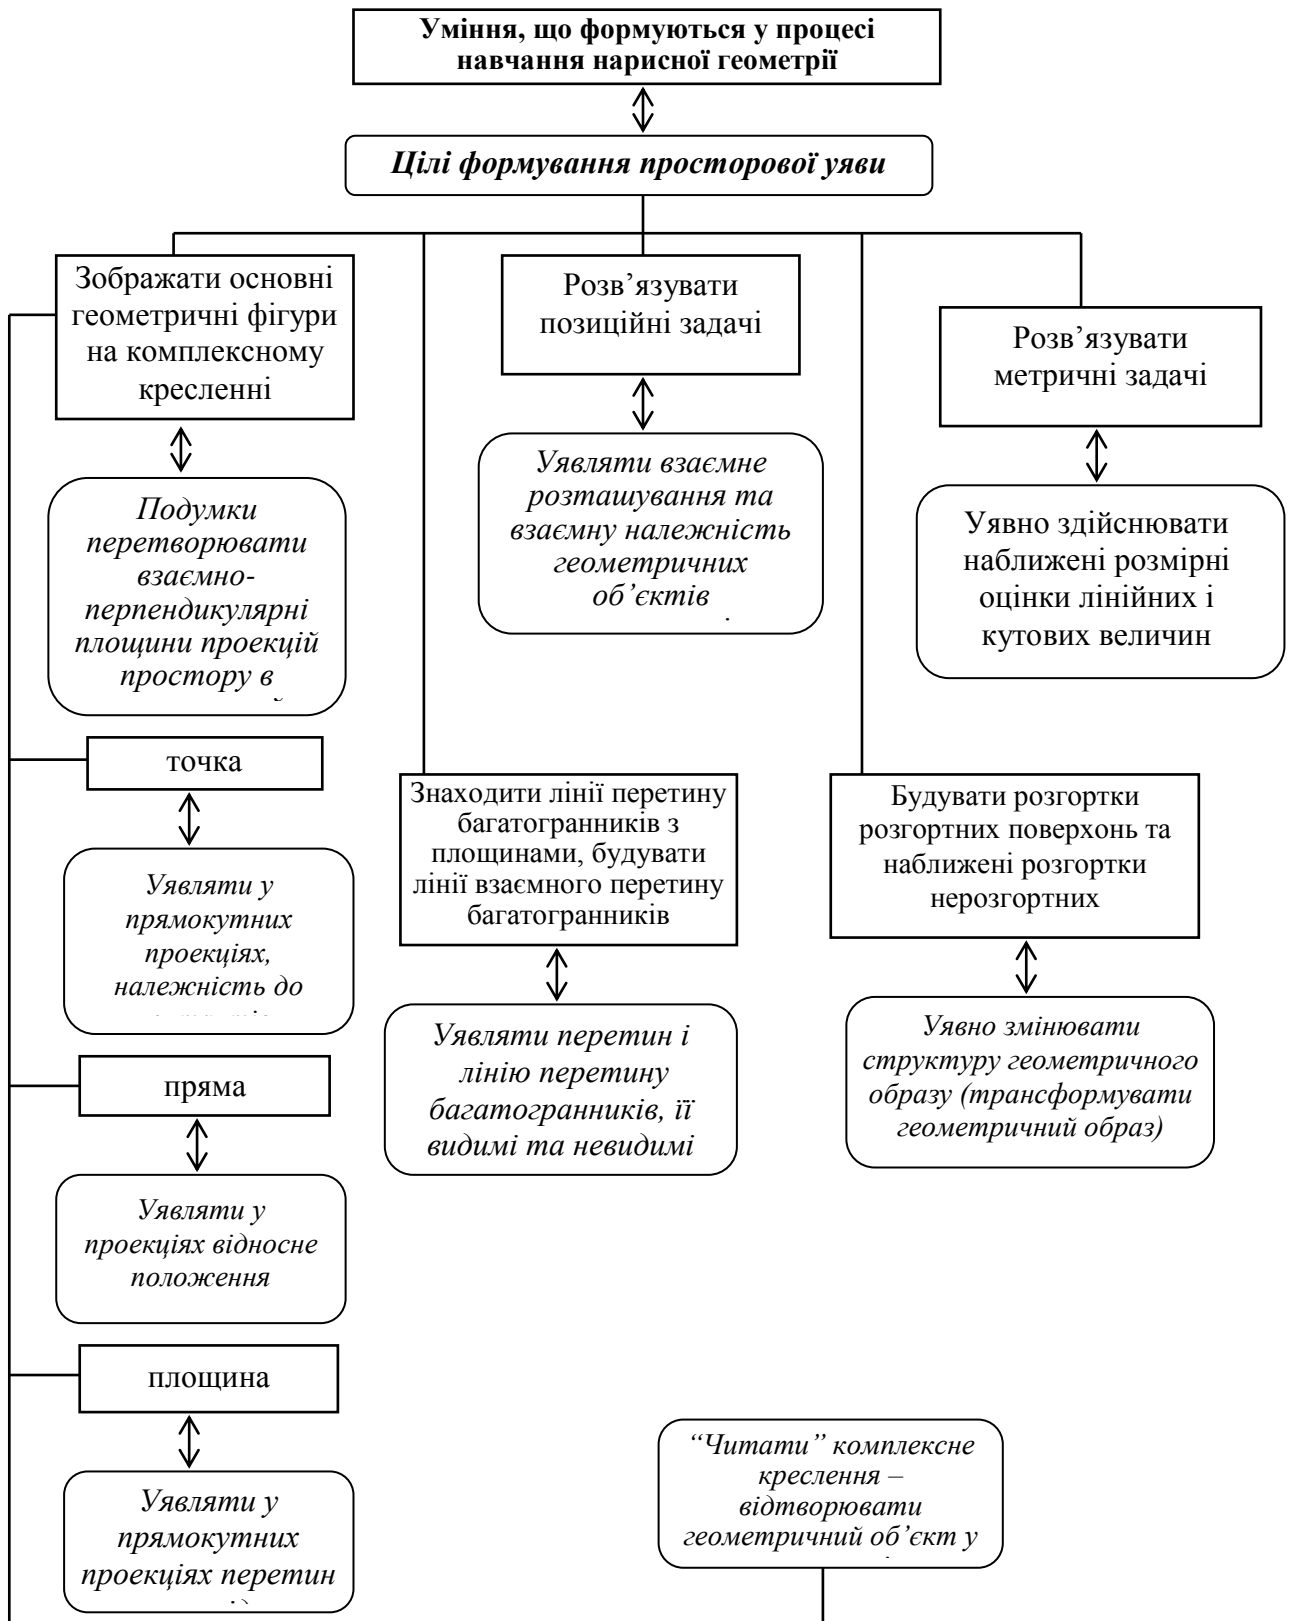 Уміння, що формуються у процесі
навчання нарисної геометрії
Цілі формування просторової уяви
Зображати основні
геометричні фігури
на комплексному
кресленні
Розв’язувати
позиційні задачі
Розв’язувати
метричні задачі
Подумки
перетворювати
взаємно-
перпендикулярні
площини проекцій
простору в
Уявляти взаємне
розташування та
взаємну належність
геометричних
об’єктів
Уявно здійснювати
наближені розмірні
оцінки лінійних і
кутових величин
точка
Уявляти у
прямокутних
проекціях,
належність до
Знаходити лінії перетину
багатогранників з
площинами, будувати
лінії взаємного перетину
багатогранників
Будувати розгортки
розгортних поверхонь та
наближені розгортки
нерозгортних
Уявляти перетин і
лінію перетину
багатогранників, її
видимі та невидимі
Уявно змінювати
структуру геометричного
образу (трансформувати
геометричний образ)
пряма
Уявляти у
проекціях відносне
положення
площина
Уявляти у
прямокутних
проекціях перетин
“Читати” комплексне
креслення –
відтворювати
геометричний об’єкт у